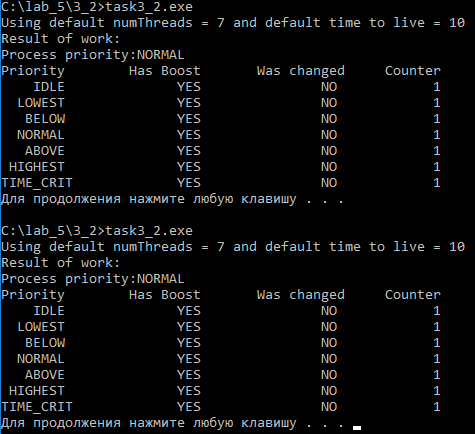 C:\lab_5\3_2>task3_2.exe
Using default numThreads = 7 and default time to live = 10
Result of work:
Process priority:NORMAL
Priority        Has Boost       Was changed     Counter
    IDLE              YES                NO           1
  LOWEST              YES                NO           1
   BELOW              YES                NO           1
  NORMAL              YES                NO           1
   ABOVE              YES                NO           1
 HIGHEST              YES                NO           1
TIME_CRIT             YES                NO           1
Для продолжения нажмите любую клавишу . . .
C:\lab_5\3_2>task3_2.exe
Using default numThreads = 7 and default time to live = 10
Result of work:
Process priority:NORMAL
Priority        Has Boost       Was changed     Counter
    IDLE              YES                NO           1
  LOWEST              YES                NO           1
   BELOW              YES                NO           1
  NORMAL              YES                NO           1
   ABOVE              YES                NO           1
 HIGHEST              YES                NO           1
TIME_CRIT             YES                NO           1
Для продолжения нажмите любую клавишу . . .